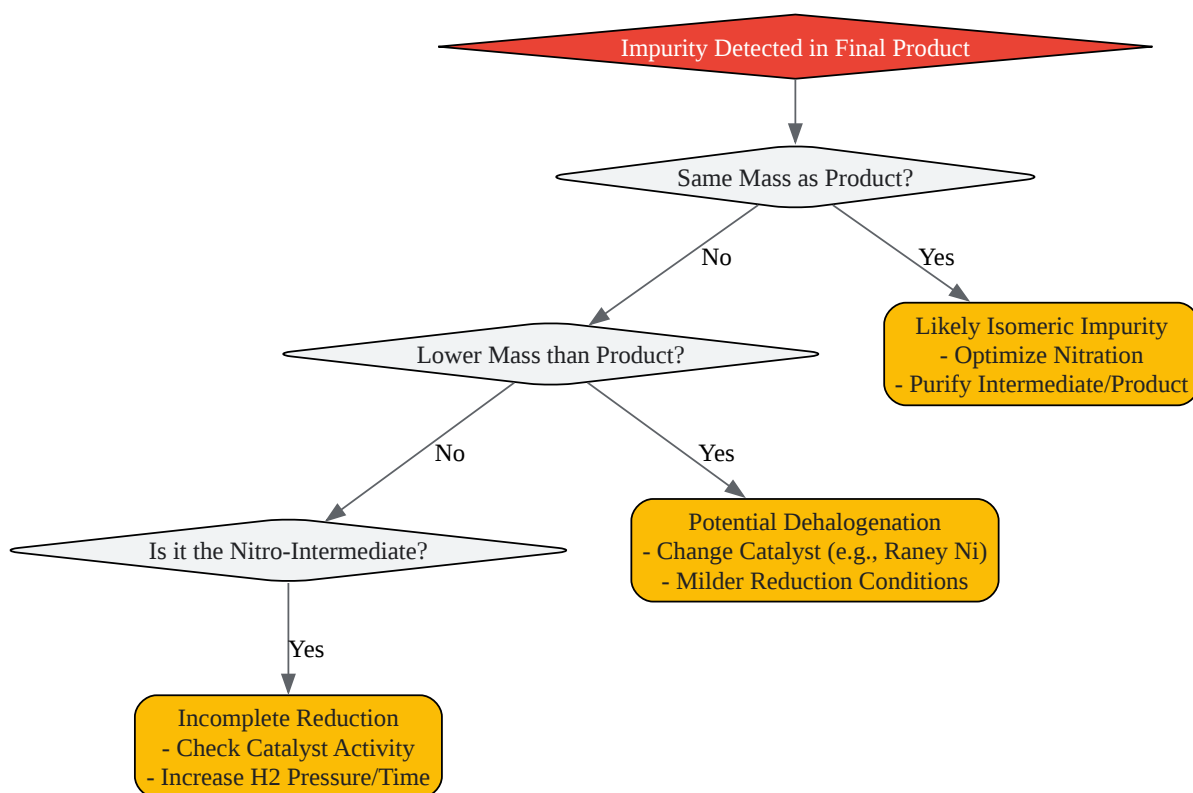 Impurity Detected in Final Product
Same Mass as Product?
No
Yes
Likely Isomeric Impurity
- Optimize Nitration
- Purify Intermediate/Product
Lower Mass than Product?
No
Yes
Potential Dehalogenation
- Change Catalyst (e.g., Raney Ni)
- Milder Reduction Conditions
Is it the Nitro-Intermediate?
Yes
Incomplete Reduction
- Check Catalyst Activity
- Increase H2 Pressure/Time